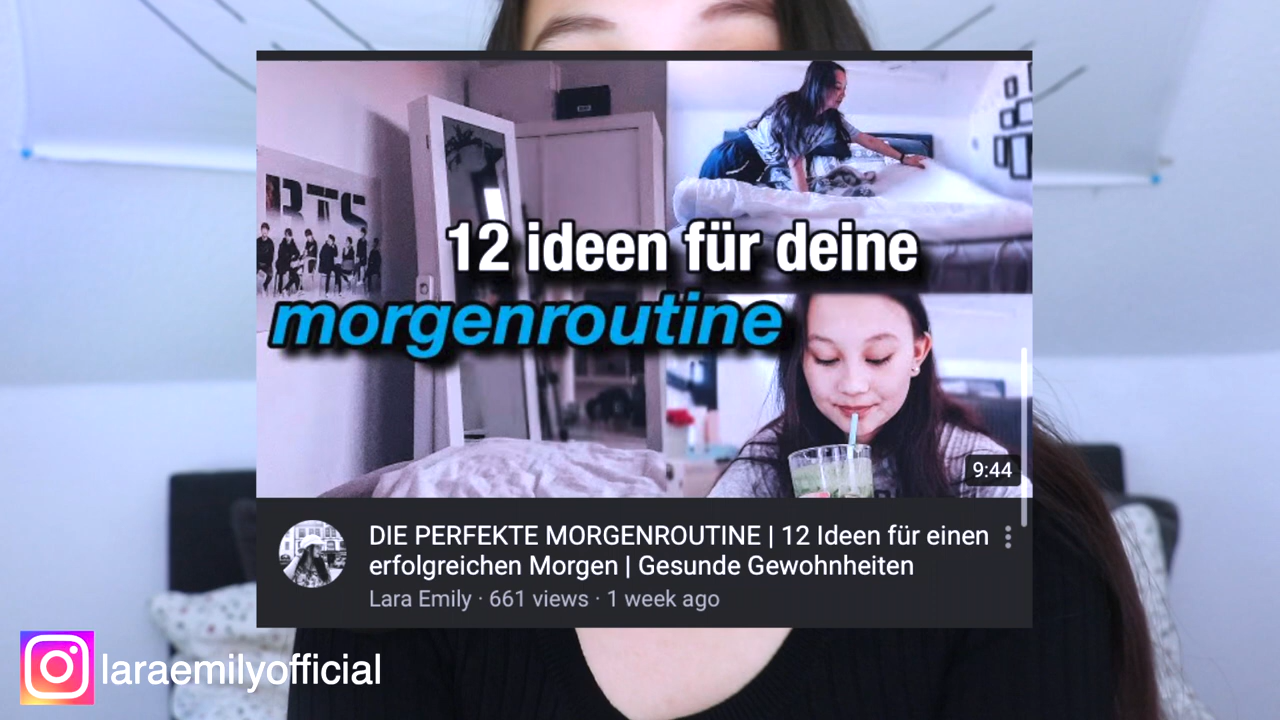 BTS
12 ideen für deine
morgenroutine
9:44
DIE PERFEKTE MORGENROUTINE | 12 Ideen für einen
erfolgreichen Morgen | Gesunde Gewohnheiten
Lara Emily · 661 views · 1 week ago
laraemilyofficial